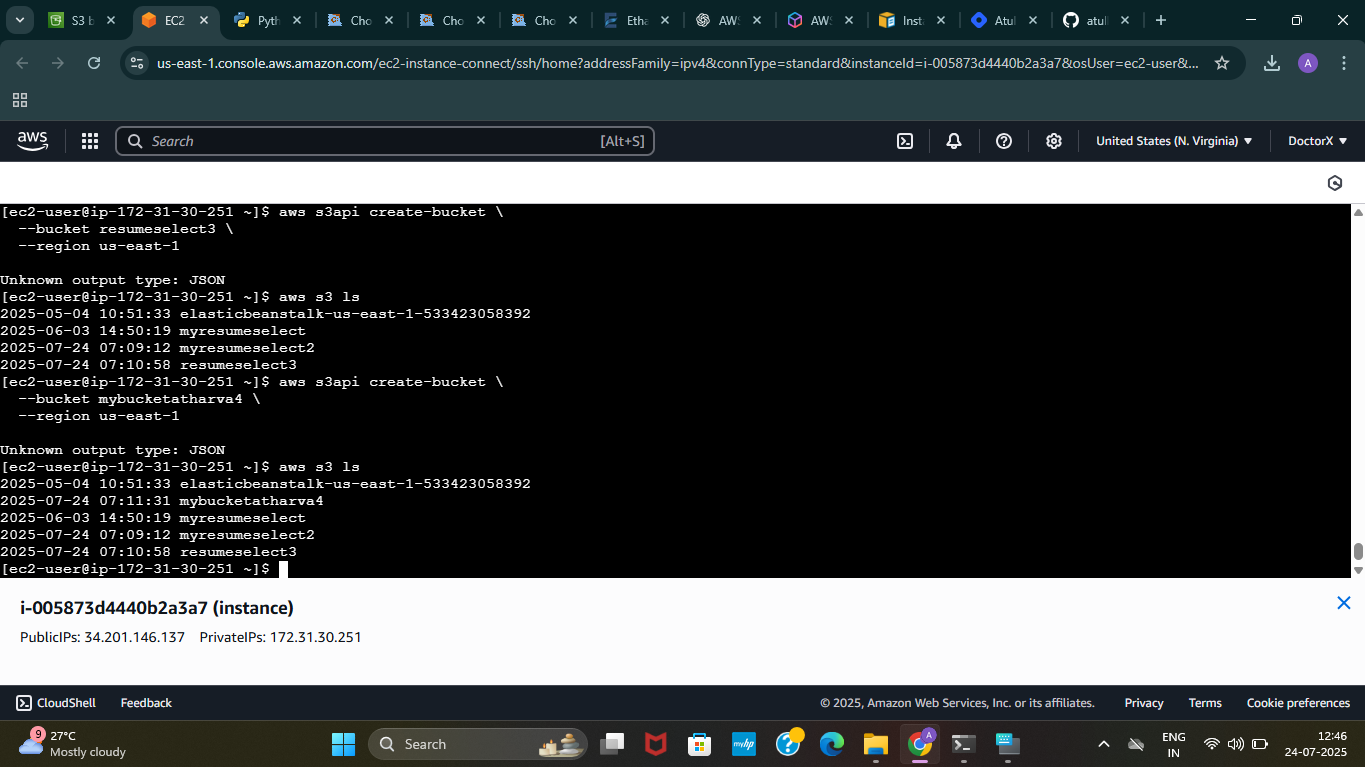 S3 b
EC2
Pyth
Cho
Cho
Cho
Etha
AWS
AWS
Insta
Atul
atull
us-east-1.console.aws.amazon.com/ec2-instance-connect/ssh/home?addressFamily=ipv4&connType=standard&instanceId=i-005873d4440b2a3a7&osUser=ec2-user&...
A
aws
Search
[Alt+S]
United States (N. Virginia)
DoctorX
[ec2-user@ip-172-31-30-251 ~]$ aws s3api create-bucket \
--bucket resumeselect3 \
--region us-east-1
Unknown output type: JSON
[ec2-user@ip-172-31-30-251 ~]$ aws s3 ls
2025-05-04 10:51:33 elasticbeanstalk-us-east-1-533423058392
2025-06-03 14:50:19 myresumeselect
2025-07-24 07:09:12 myresumeselect2
2025-07-24 07:10:58 resumeselect3
[ec2-user@ip-172-31-30-251 ~]$ aws s3api create-bucket \
--bucket mybucketatharva4 \
--region us-east-1
Unknown output type: JSON
[ec2-user@ip-172-31-30-251 ~]$ aws s3 ls
2025-05-04 10:51:33 elasticbeanstalk-us-east-1-533423058392
2025-07-24 07:11:31 mybucketatharva4
2025-06-03 14:50:19 myresumeselect
2025-07-24 07:09:12 myresumeselect2
2025-07-24 07:10:58 resumeselect3
[ec2-user@ip-172-31-30-251 ~]$
i-005873d4440b2a3a7 (instance)
PublicIPs: 34.201.146.137 PrivateIPs: 172.31.30.251
CloudShell
Feedback
© 2025, Amazon Web Services, Inc. or its affiliates.
Privacy
Terms
Cookie preferences
9
27°C
Mostly cloudy
Search
myhp
A
ENG
IN
12:46
24-07-2025